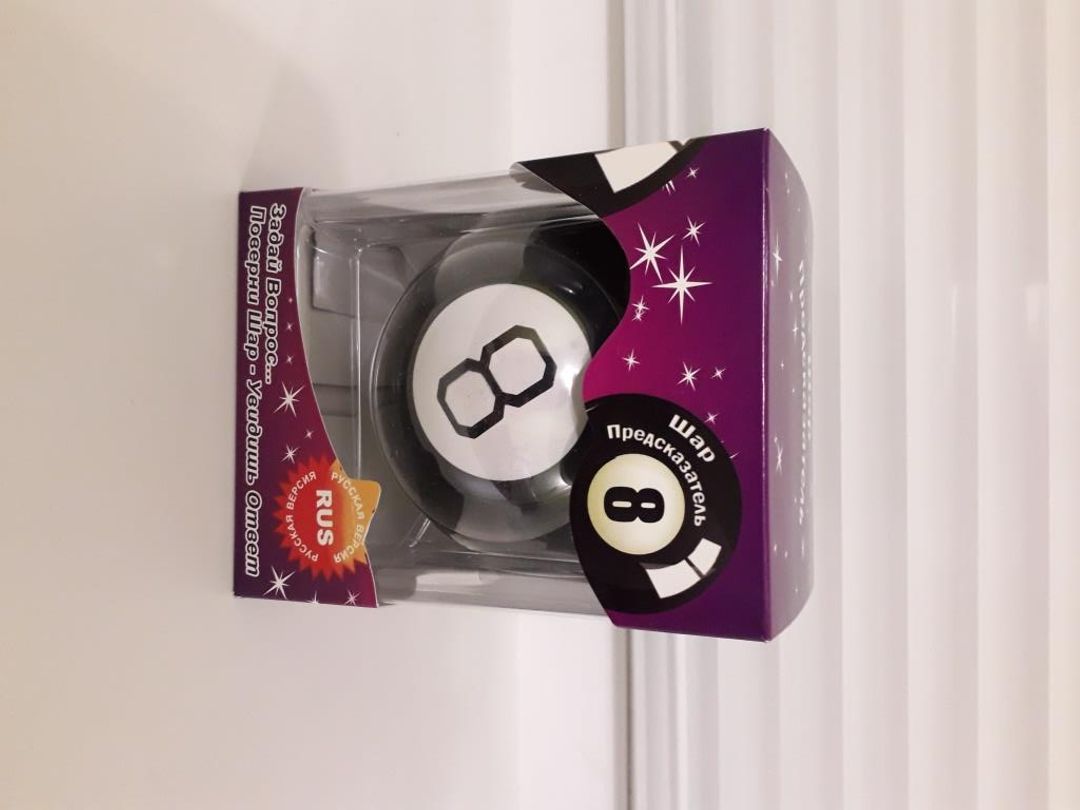 Шар
Предсказатель
8
8
РУССКАЯ ВЕРСИЯ
RUS
РУССКАЯ ВЕРСИЯ
Задай Вопрос...
Поверни Шар - Увидишь Ответ